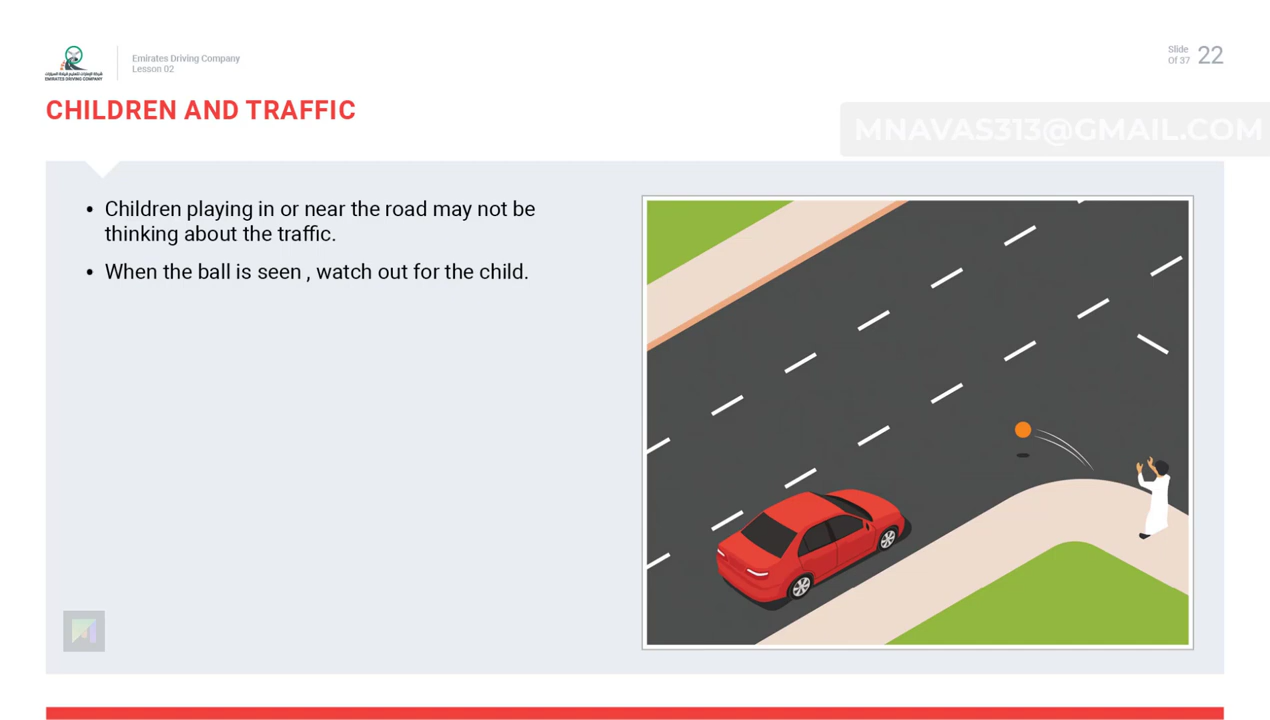 Emirates Driving Company
Lesson 02
Slide
Of 37
22
EMIRATES DRIVING COMPANY
CHILDREN AND TRAFFIC
MNAVAS313@GMAIL.COM
• Children playing in or near the road may not be
thinking about the traffic.
• When the ball is seen , watch out for the child.